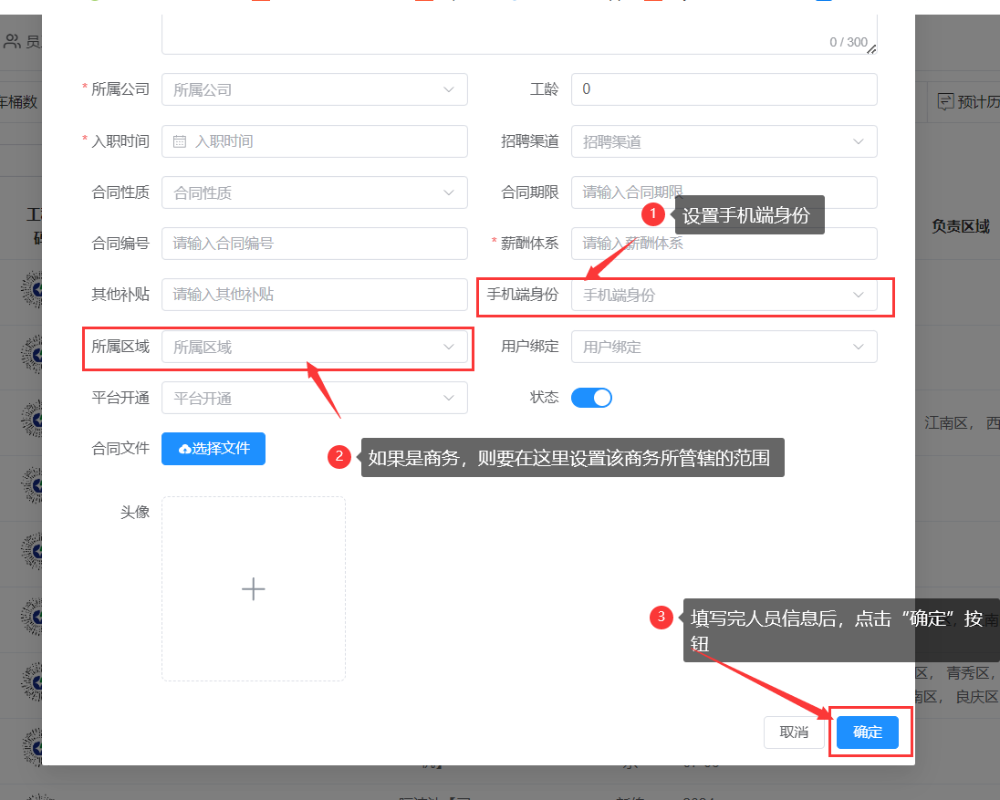 0 / 300
员
* 所属公司 所属公司 工龄 0
车桶数
预计历
* 入职时间 入职时间 招聘渠道 招聘渠道
合同性质 合同性质 合同期限 请输入合同期限
1 设置手机端身份
负责区域
合同编号 请输入合同编号 * 薪酬体系 请输入薪酬体系
其他补贴 请输入其他补贴 手机端身份 手机端身份
所属区域 所属区域 用户绑定 用户绑定
平台开通 平台开通 状态
江南区， 西
合同文件 选择文件
2 如果是商务，则要在这里设置该商务所管辖的范围
头像
3 填写完人员信息后，点击“确定”按
钮
区， 青秀区，
南区， 良庆区
取消 确定